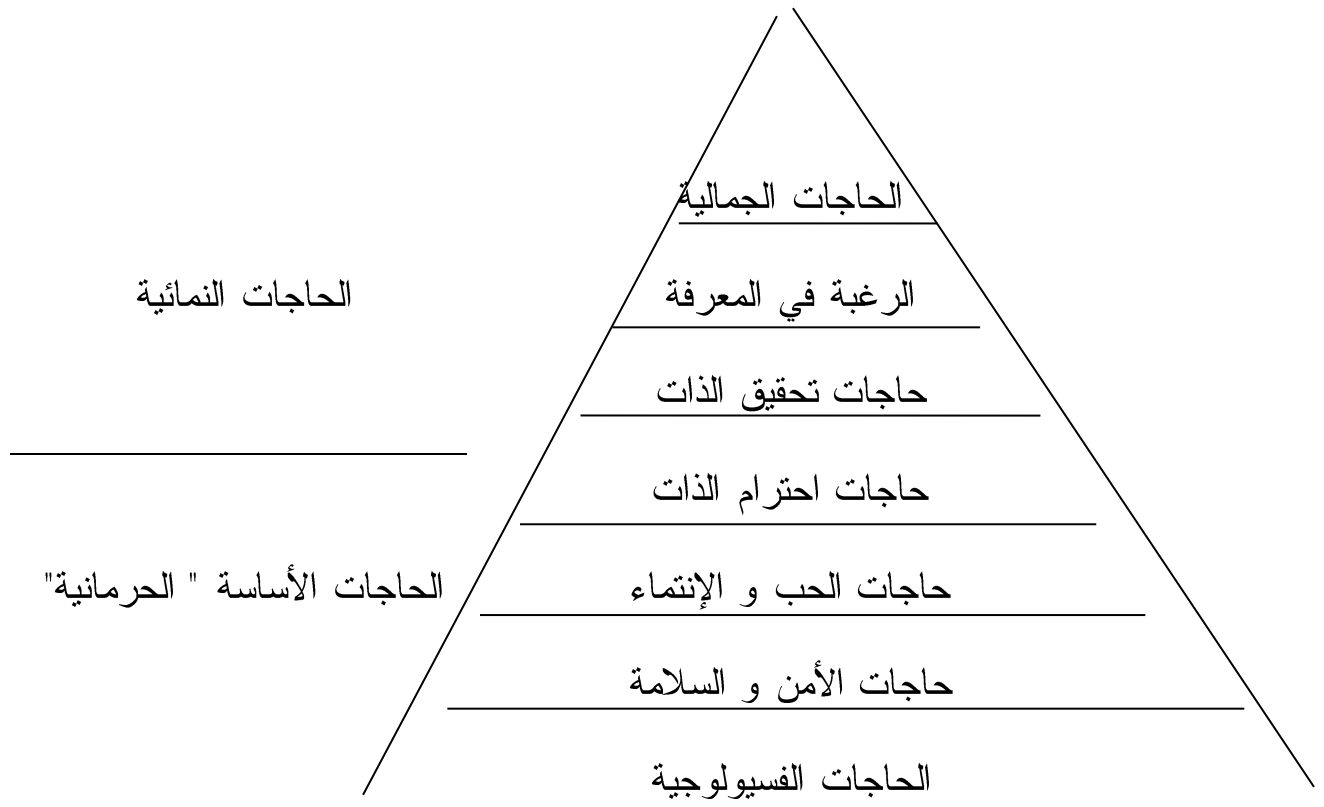 الحاجات الجمالية
الرغبة في المعرفة
حاجات تحقيق الذات
حاجات احترام الذات
حاجات الحب و الإنتماء
حاجات الأمن و السلامة
الحاجات الفسيولوجية
الحاجات النمائية
الحاجات الأساسة " الحرمانية"